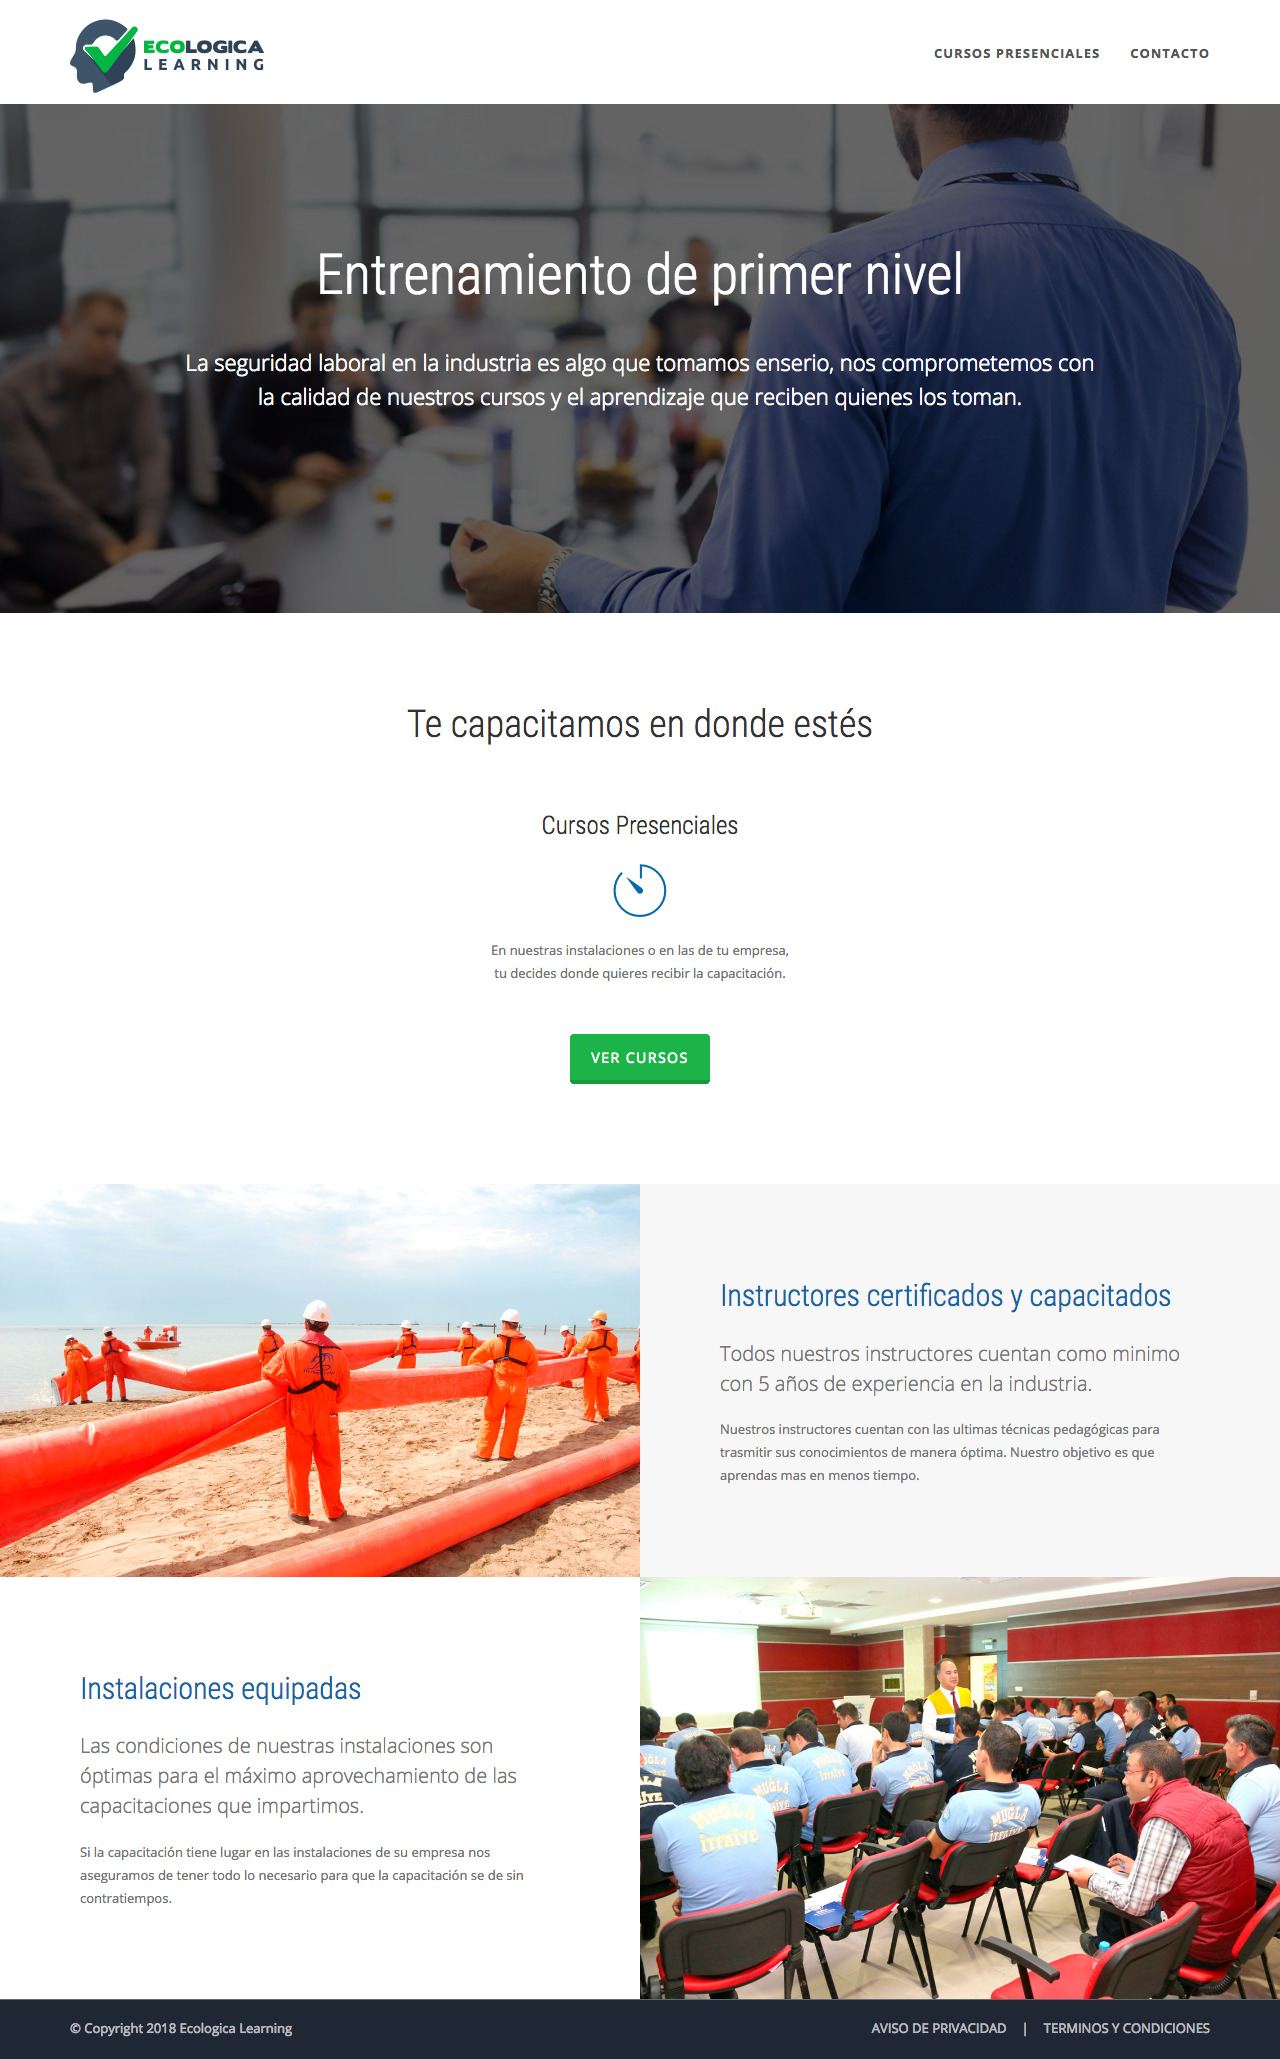 ECOLOGICA
LEARNING
CURSOS PRESENCIALES CONTACTO
Entrenamiento de primer nivel
La seguridad laboral en la industria es algo que tomamos enserio, nos comprometemos con
la calidad de nuestros cursos y el aprendizaje que reciben quienes los toman.
Te capacitamos en donde estés
Cursos Presenciales
En nuestras instalaciones o en las de tu empresa,
tu decides donde quieres recibir la capacitación.
VER CURSOS
Instructores certificados y capacitados
Todos nuestros instructores cuentan como minimo
con 5 años de experiencia en la industria.
Nuestros instructores cuentan con las ultimas técnicas pedagógicas para
trasmitir sus conocimientos de manera óptima. Nuestro objetivo es que
aprendas mas en menos tiempo.
Instalaciones equipadas
Las condiciones de nuestras instalaciones son
óptimas para el máximo aprovechamiento de las
capacitaciones que impartimos.
Si la capacitación tiene lugar en las instalaciones de su empresa nos
aseguramos de tener todo lo necesario para que la capacitación se de sin
contratiempos.
MUĞLA
İTFAİYE
MUĞLA
İTFAİYE
© Copyright 2018 Ecologica Learning
AVISO DE PRIVACIDAD | TERMINOS Y CONDICIONES